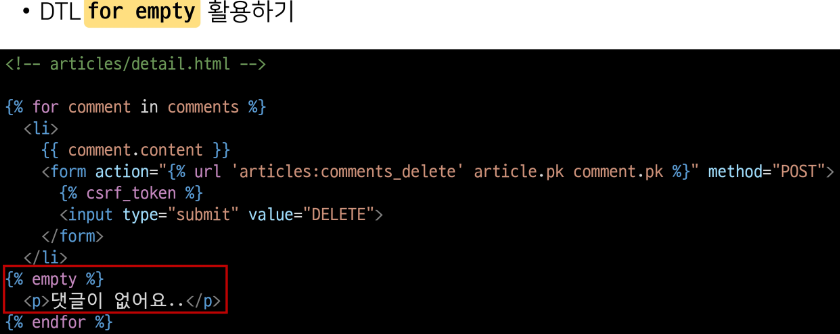 • DTL for empty 활용하기
<!-- articles/detail.html -->
{% for comment in comments %}
<li>
{{ comment.content }}
<form action="{% url 'articles:comments_delete' article.pk comment.pk %}" method="POST">
{% csrf_token %}
<input type="submit" value="DELETE">
</form>
</li>
{% empty %}
<p>댓글이 없어요..</p>
{% endfor %}